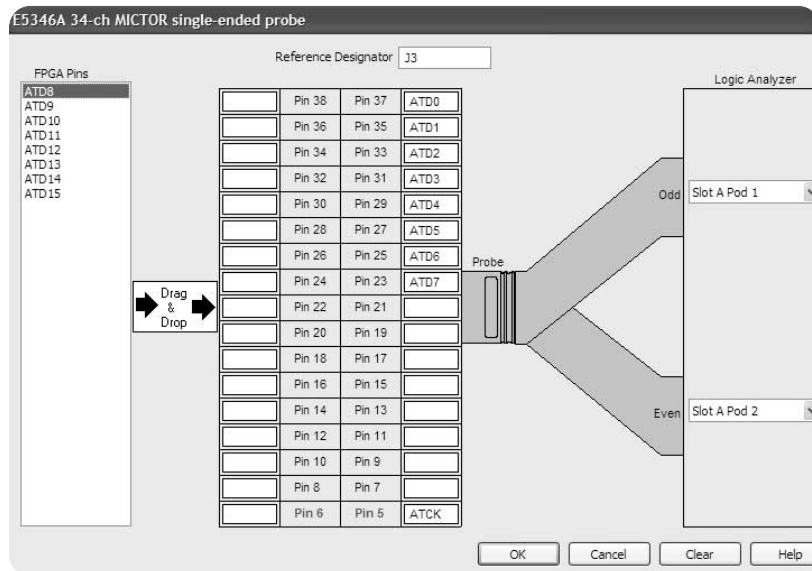 E5346A 34-ch MICTOR single-ended probe
Reference Designator J3
FPGA Pins
Logic Analyzer
ATD8
ATD9
ATD10
ATD11
ATD12
ATD13
ATD14
ATD15
Pin 38 Pin 37 ATD0
Pin 36 Pin 35 ATD1
Pin 34 Pin 33 ATD2
Pin 32 Pin 31 ATD3
Pin 30 Pin 29 ATD4
Pin 28 Pin 27 ATD5
Pin 26 Pin 25 ATD6
Pin 24 Pin 23 ATD7
Pin 22 Pin 21
Pin 20 Pin 19
Pin 18 Pin 17
Pin 16 Pin 15
Pin 14 Pin 13
Pin 12 Pin 11
Pin 10 Pin 9
Pin 8 Pin 7
Pin 6 Pin 5 ATCK
Drag
&
Drop
Probe
Odd Slot A Pod 1
Even Slot A Pod 2
OK Cancel Clear Help